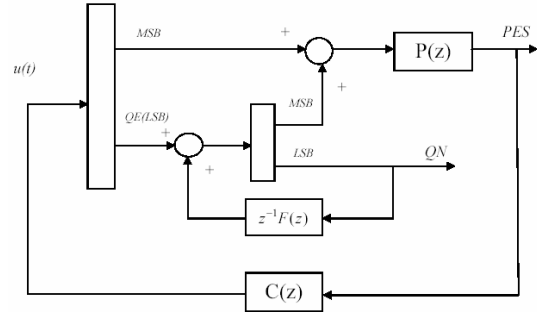 MSB
+
P(z)
PES
u(t)
+
MSB
QE(LSB)
+
+
LSB
QN
z⁻¹F(z)
C(z)